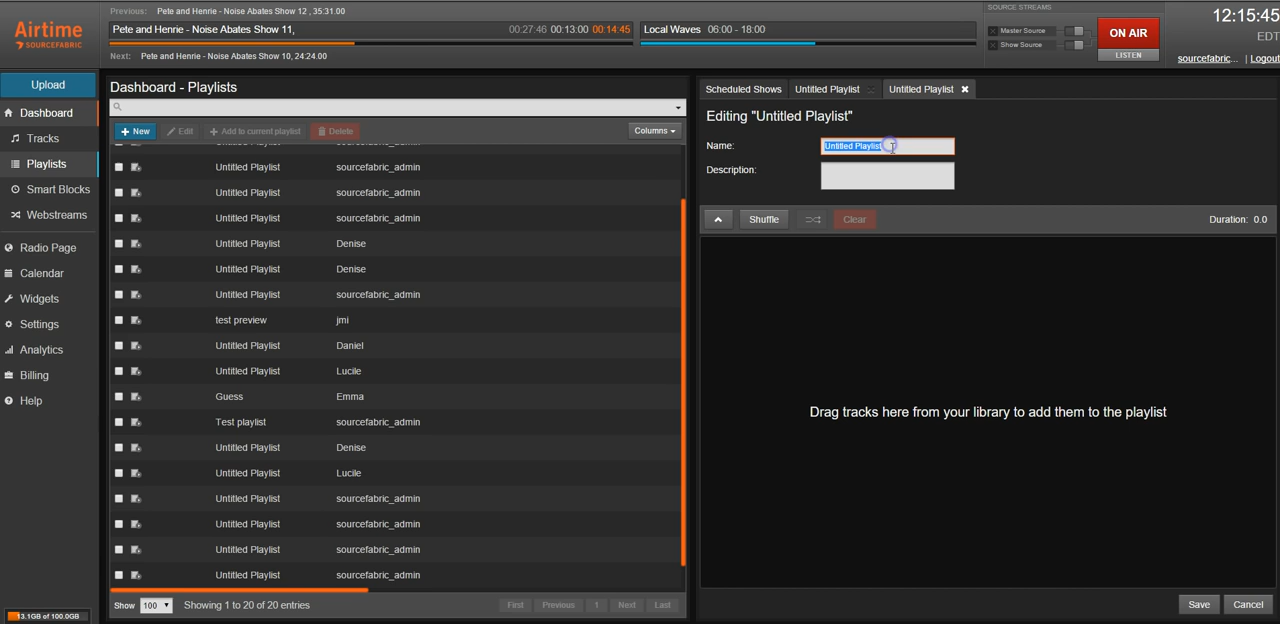 Airtime
SOURCEFABRIC
Previous: Pete and Henrie - Noise Abates Show 12 , 35:31.00
Pete and Henrie - Noise Abates Show 11, 00:27:46 00:13:00 00:14:45
Next: Pete and Henrie - Noise Abates Show 10, 24:24.00
Local Waves 06:00 - 18:00
SOURCE STREAMS
Master Source
Show Source
ON AIR
LISTEN
12:15:45
EDT
sourcefabric... | Logout
Upload
Dashboard
Tracks
Playlists
Smart Blocks
Webstreams
Radio Page
Calendar
Widgets
Settings
Analytics
Billing
Help
13.1GB of 100.0GB
Dashboard - Playlists
+ New Edit + Add to current playlist Delete Columns
Untitled Playlist sourcefabric_admin
Untitled Playlist sourcefabric_admin
Untitled Playlist sourcefabric_admin
Untitled Playlist Denise
Untitled Playlist Denise
Untitled Playlist sourcefabric_admin
test preview jmi
Untitled Playlist Daniel
Untitled Playlist Lucile
Guess Emma
Test playlist sourcefabric_admin
Untitled Playlist Denise
Untitled Playlist Lucile
Untitled Playlist sourcefabric_admin
Untitled Playlist sourcefabric_admin
Untitled Playlist sourcefabric_admin
Untitled Playlist sourcefabric_admin
Show 100 Showing 1 to 20 of 20 entries First Previous 1 Next Last
Scheduled Shows Untitled Playlist Untitled Playlist
Editing "Untitled Playlist"
Name: Untitled Playlist
Description:
Shuffle Clear Duration: 0.0
Drag tracks here from your library to add them to the playlist
Save Cancel